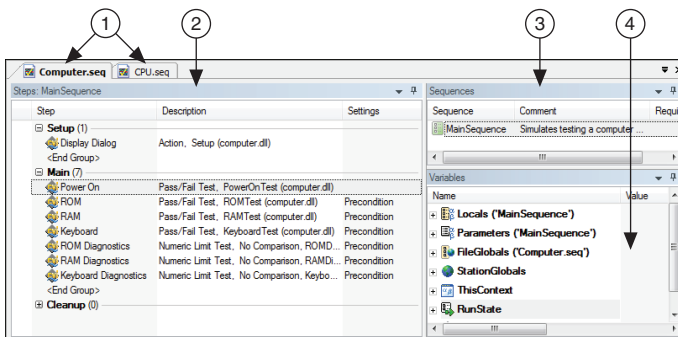 1 2 3 4
Computer.seq CPU.seq
Steps: MainSequence
Step Description Settings
Setup (1)
Display Dialog Action, Setup (computer.dll)
<End Group>
Main (7)
Power On Pass/Fail Test, PowerOnTest (computer.dll)
ROM Pass/Fail Test, ROMTest (computer.dll) Precondition
RAM Pass/Fail Test, RAMTest (computer.dll) Precondition
Keyboard Pass/Fail Test, KeyboardTest (computer.dll) Precondition
ROM Diagnostics Numeric Limit Test, No Comparison, ROMD... Precondition
RAM Diagnostics Numeric Limit Test, No Comparison, RAMDi... Precondition
Keyboard Diagnostics Numeric Limit Test, No Comparison, Keybo... Precondition
<End Group>
Cleanup (0)
Sequences
Sequence Comment Requi
MainSequence Simulates testing a computer ...
Variables
Name Value
Locals ('MainSequence')
Parameters ('MainSequence')
FileGlobals ('Computer.seq')
StationGlobals
ThisContext
RunState